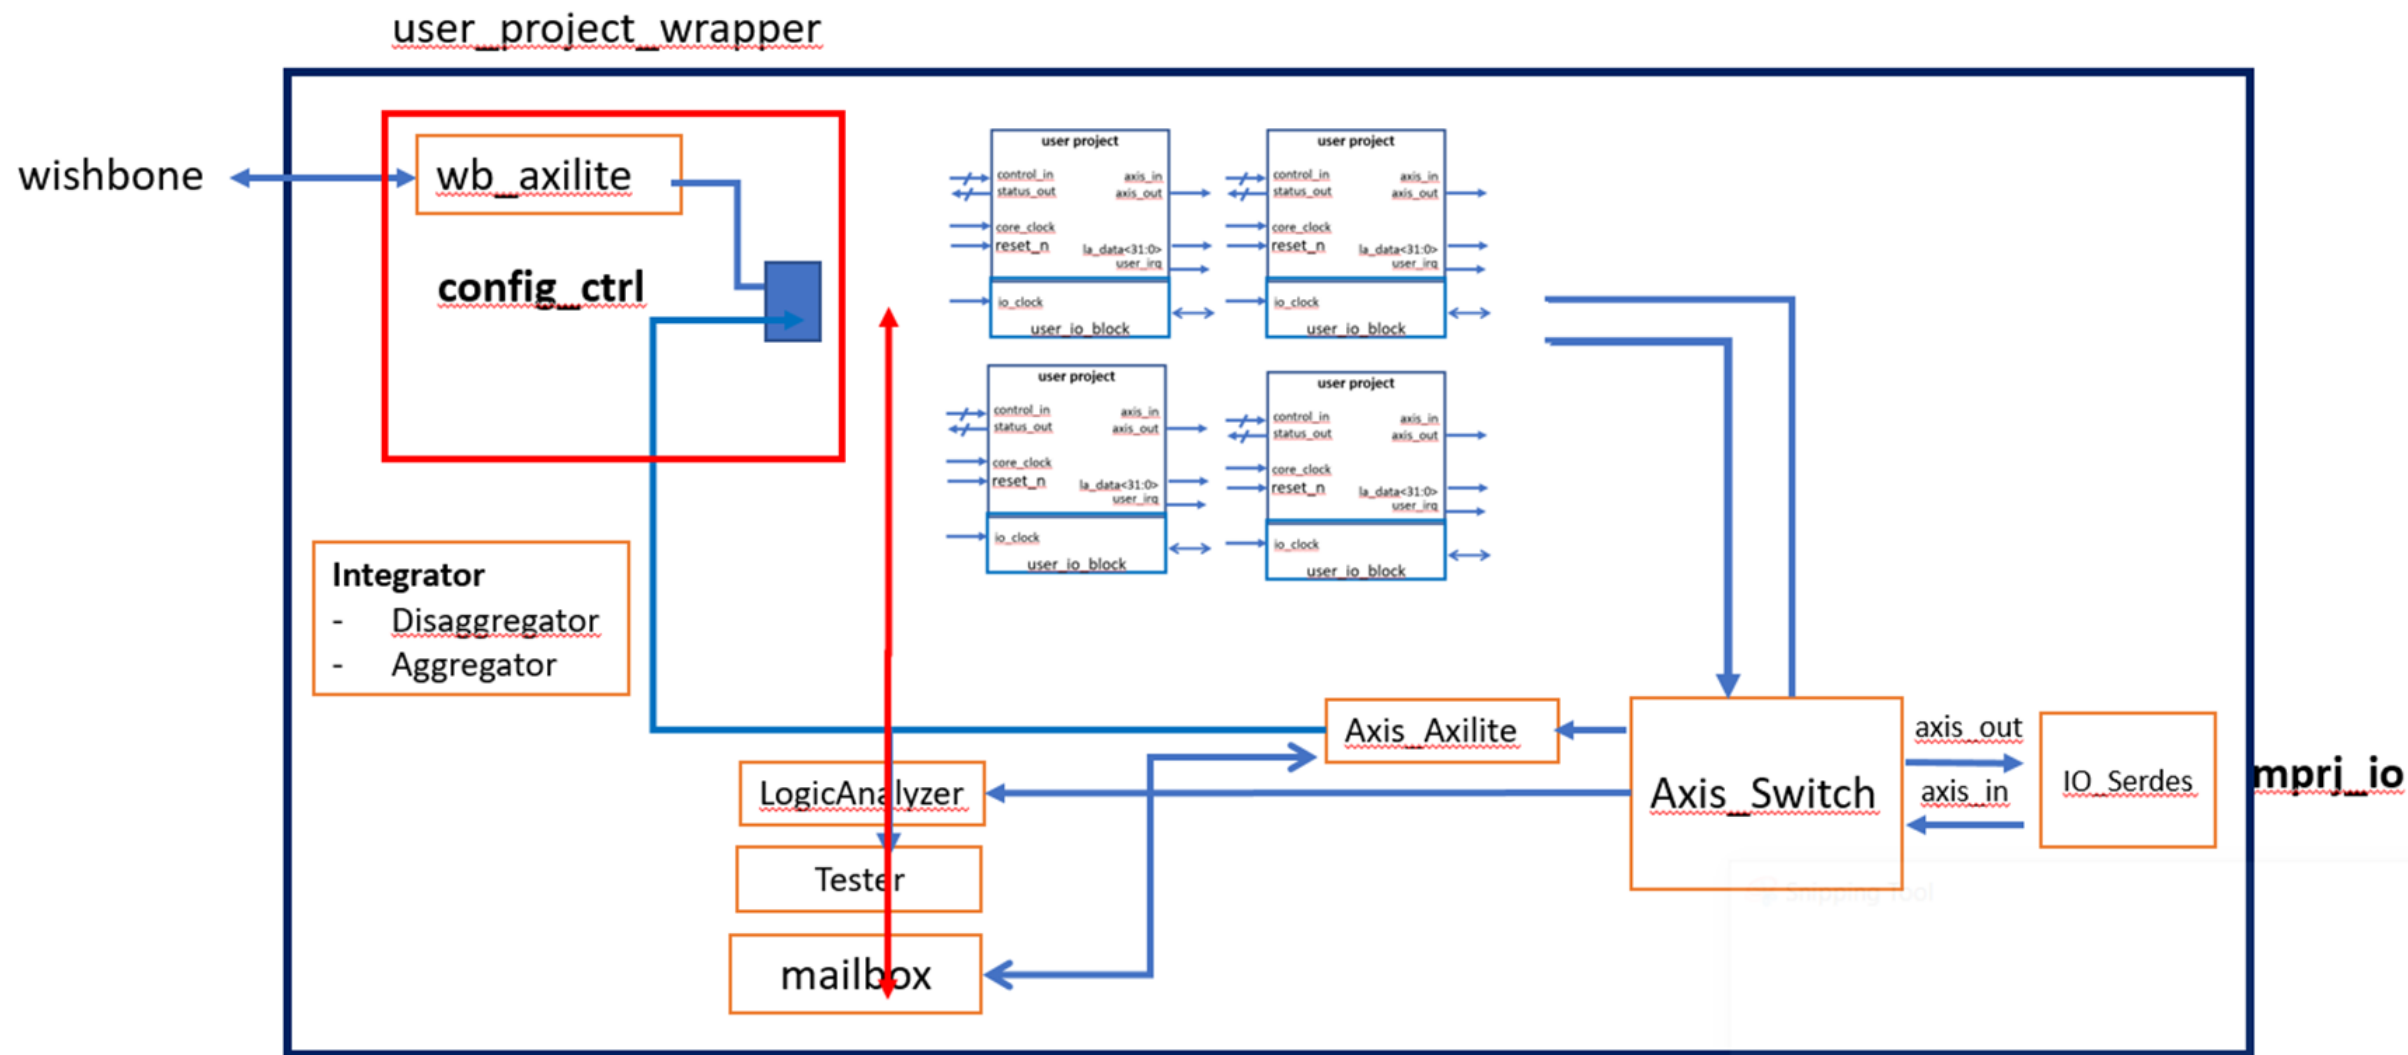 user_project_wrapper
wishbone
wb_axilite
config_ctrl
user project
control_in
axis_in
status_out
axis_out
core_clock
reset_n
la_data<31:0>
user_irq
io_clock
user_io_block
user project
control_in
axis_in
status_out
axis_out
core_clock
reset_n
la_data<31:0>
user_irq
io_clock
user_io_block
user project
control_in
axis_in
status_out
axis_out
core_clock
reset_n
la_data<31:0>
user_irq
io_clock
user_io_block
user project
control_in
axis_in
status_out
axis_out
core_clock
reset_n
la_data<31:0>
user_irq
io_clock
user_io_block
Integrator
- Disaggregator
- Aggregator
Axis_Axilite
LogicAnalyzer
Tester
mailbox
Axis_Switch
axis_out
axis_in
IO_Serdes
mprj_io
Snipping Tool